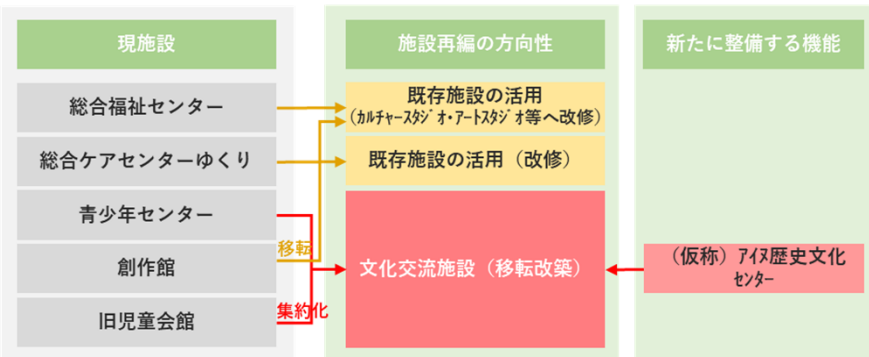 現施設
施設再編の方向性
新たに整備する機能
総合福祉センター
既存施設の活用
（ｶﾙﾁｬｰｽﾀｼﾞｵ・ｱｰﾄｽﾀｼﾞｵ等へ改修）
総合ケアセンターゆくり
既存施設の活用（改修）
青少年センター
移転
創作館
文化交流施設（移転改築）
（仮称）ｱｲﾇ歴史文化
ｾﾝﾀｰ
集約化
旧児童会館